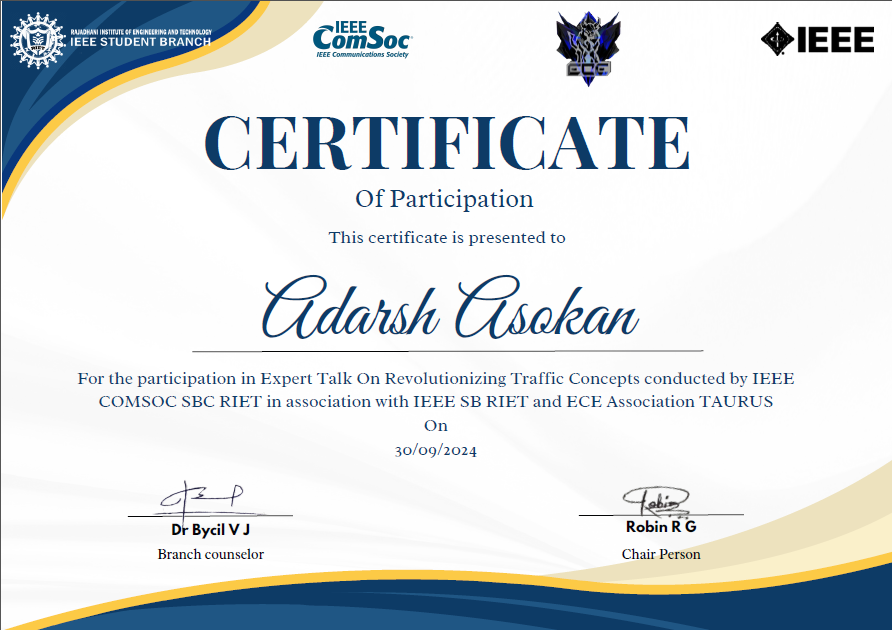 RAJADHANI INSTITUTE OF ENGINEERING AND TECHNOLOGY
IEEE STUDENT BRANCH
RIET
IEEE
ComSoc
IEEE Communications Society
ECE
IEEE
CERTIFICATE
Of Participation
This certificate is presented to
Adarsh Asokan
For the participation in Expert Talk On Revolutionizing Traffic Concepts conducted by IEEE
COMSOC SBC RIET in association with IEEE SB RIET and ECE Association TAURUS
On
30/09/2024
Robin
Dr Bycil V J
Robin R G
Branch counselor
Chair Person